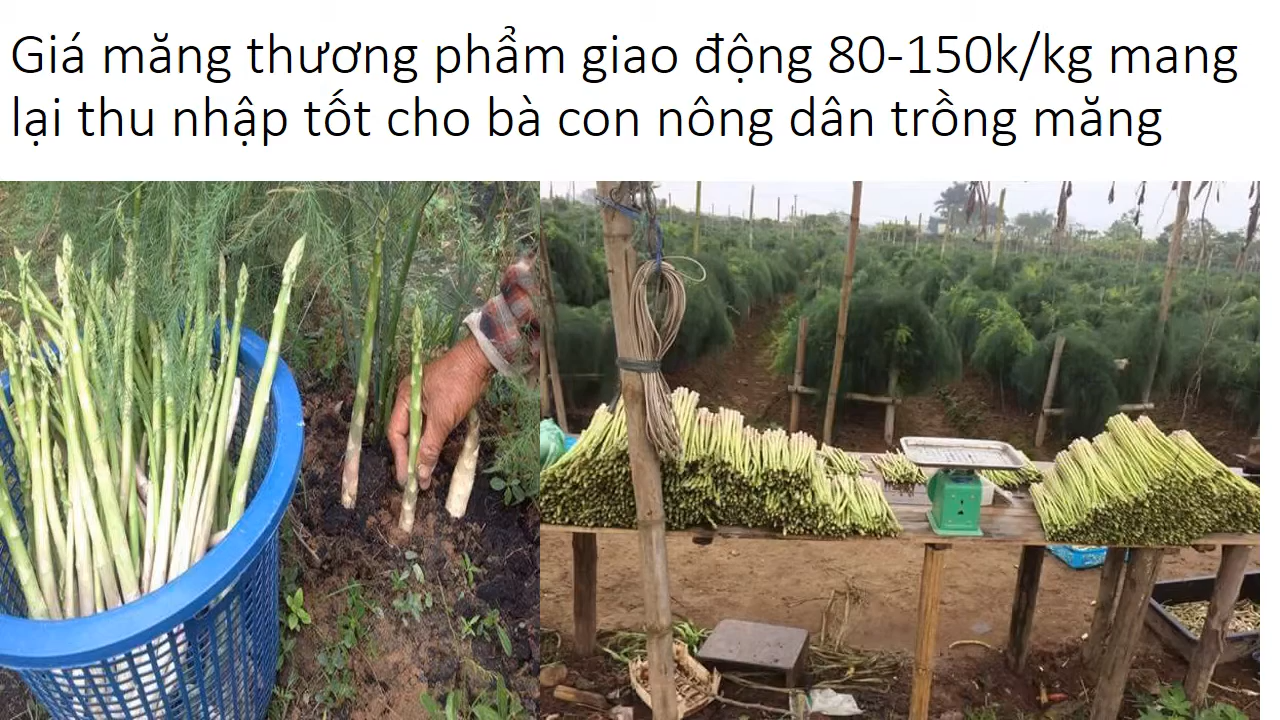 Giá măng thương phẩm giao động 80-150k/kg mang
lại thu nhập tốt cho bà con nông dân trồng măng